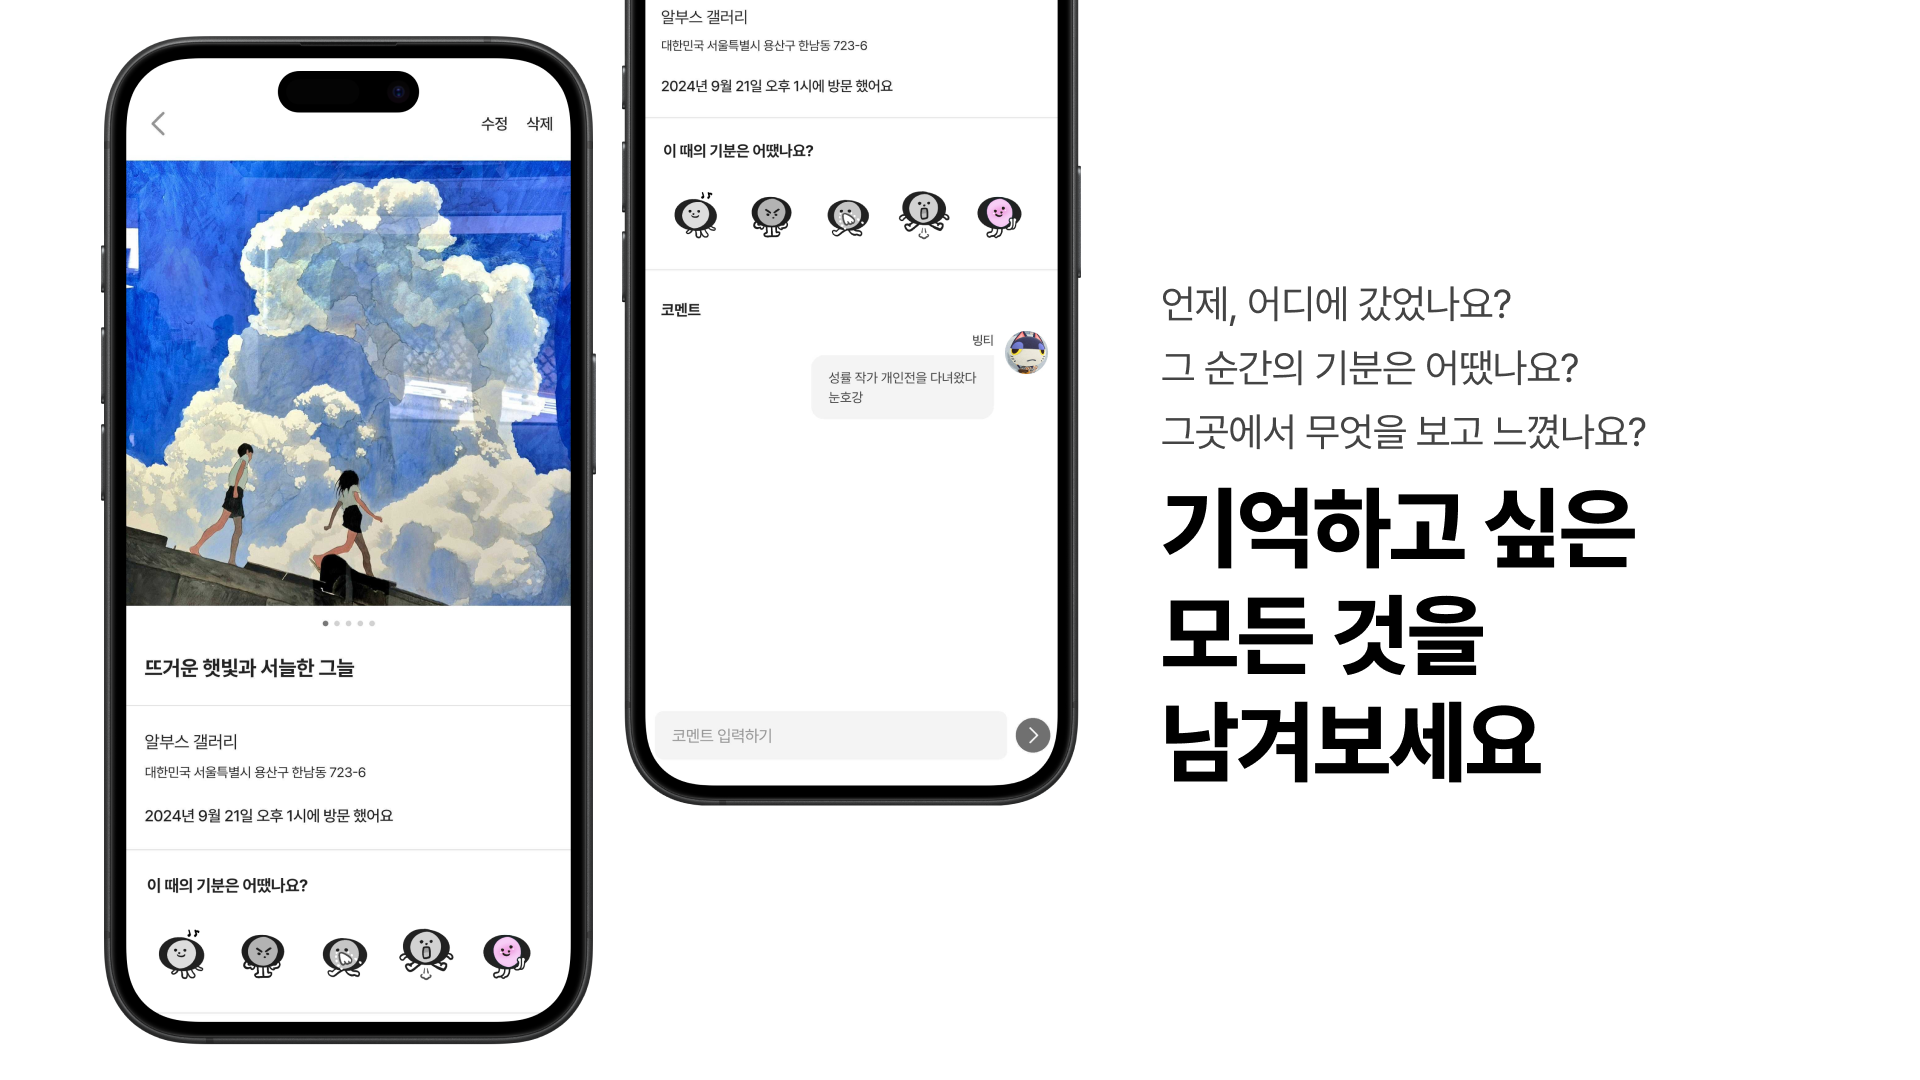 수정 삭제
뜨거운 햇빛과 서늘한 그늘
알부스 갤러리
대한민국 서울특별시 용산구 한남동 723-6
2024년 9월 21일 오후 1시에 방문 했어요
이 때의 기분은 어땠나요?
알부스 갤러리
대한민국 서울특별시 용산구 한남동 723-6
2024년 9월 21일 오후 1시에 방문 했어요
이 때의 기분은 어땠나요?
코멘트
빙티
성률 작가 개인전을 다녀왔다
눈호강
코멘트 입력하기
언제, 어디에 갔었나요?
그 순간의 기분은 어땠나요?
그곳에서 무엇을 보고 느꼈나요?
기억하고 싶은
모든 것을
남겨보세요